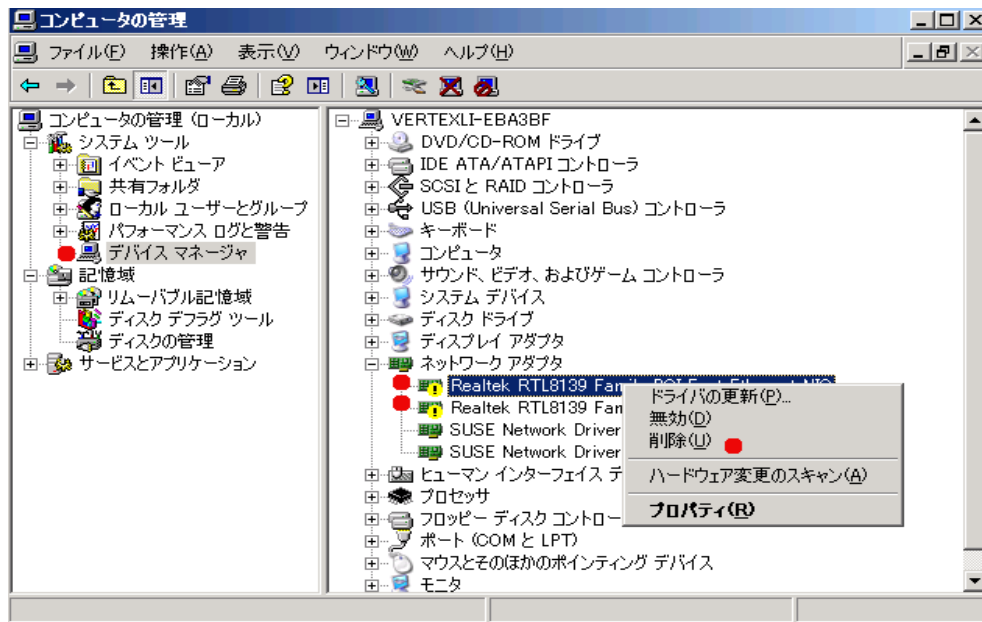 コンピュータの管理
ファイル(F) 操作(A) 表示(V) ウィンドウ(W) ヘルプ(H)
コンピュータの管理 (ローカル)
システム ツール
イベント ビューア
共有フォルダ
ローカル ユーザーとグループ
パフォーマンス ログと警告
デバイス マネージャ
記憶域
リムーバブル記憶域
ディスク デフラグ ツール
ディスクの管理
サービスとアプリケーション
VERTEXLI-EBA3BF
DVD/CD-ROM ドライブ
IDE ATA/ATAPI コントローラ
SCSI と RAID コントローラ
USB (Universal Serial Bus) コントローラ
キーボード
コンピュータ
サウンド、ビデオ、およびゲーム コントローラ
システム デバイス
ディスク ドライブ
ディスプレイ アダプタ
ネットワーク アダプタ
Realtek RTL8139 Family PCI Fast Ethernet NIC
Realtek RTL8139 Fam
SUSE Network Driver
SUSE Network Driver
ヒューマン インターフェイス デ
プロセッサ
フロッピー ディスク コントロー
ポート (COM と LPT)
マウスとそのほかのポインティング デバイス
モニタ
ドライバの更新(P)...
無効(D)
削除(U)
ハードウェア変更のスキャン(A)
プロパティ(R)